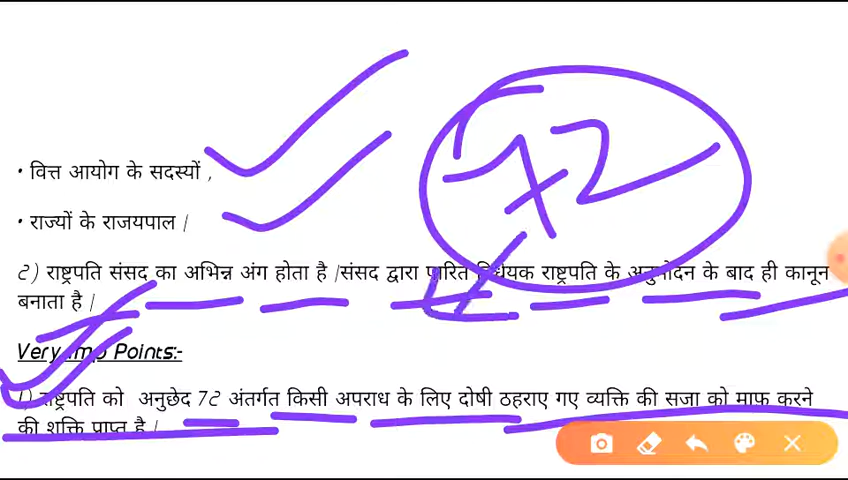 • वित्त आयोग के सदस्यों ,
72
• राज्यों के राजयपाल |
2) राष्ट्रपति संसद का अभिन्न अंग होता है |संसद द्वारा पारित विधेयक राष्ट्रपति के अनुमोदन के बाद ही कानून
बनाता है |
Very Imp Points:-
1) राष्ट्रपति को अनुछेद 72 अंतर्गत किसी अपराध के लिए दोषी ठहराए गए व्यक्ति की सजा को माफ करने
की शक्ति प्राप्त है |